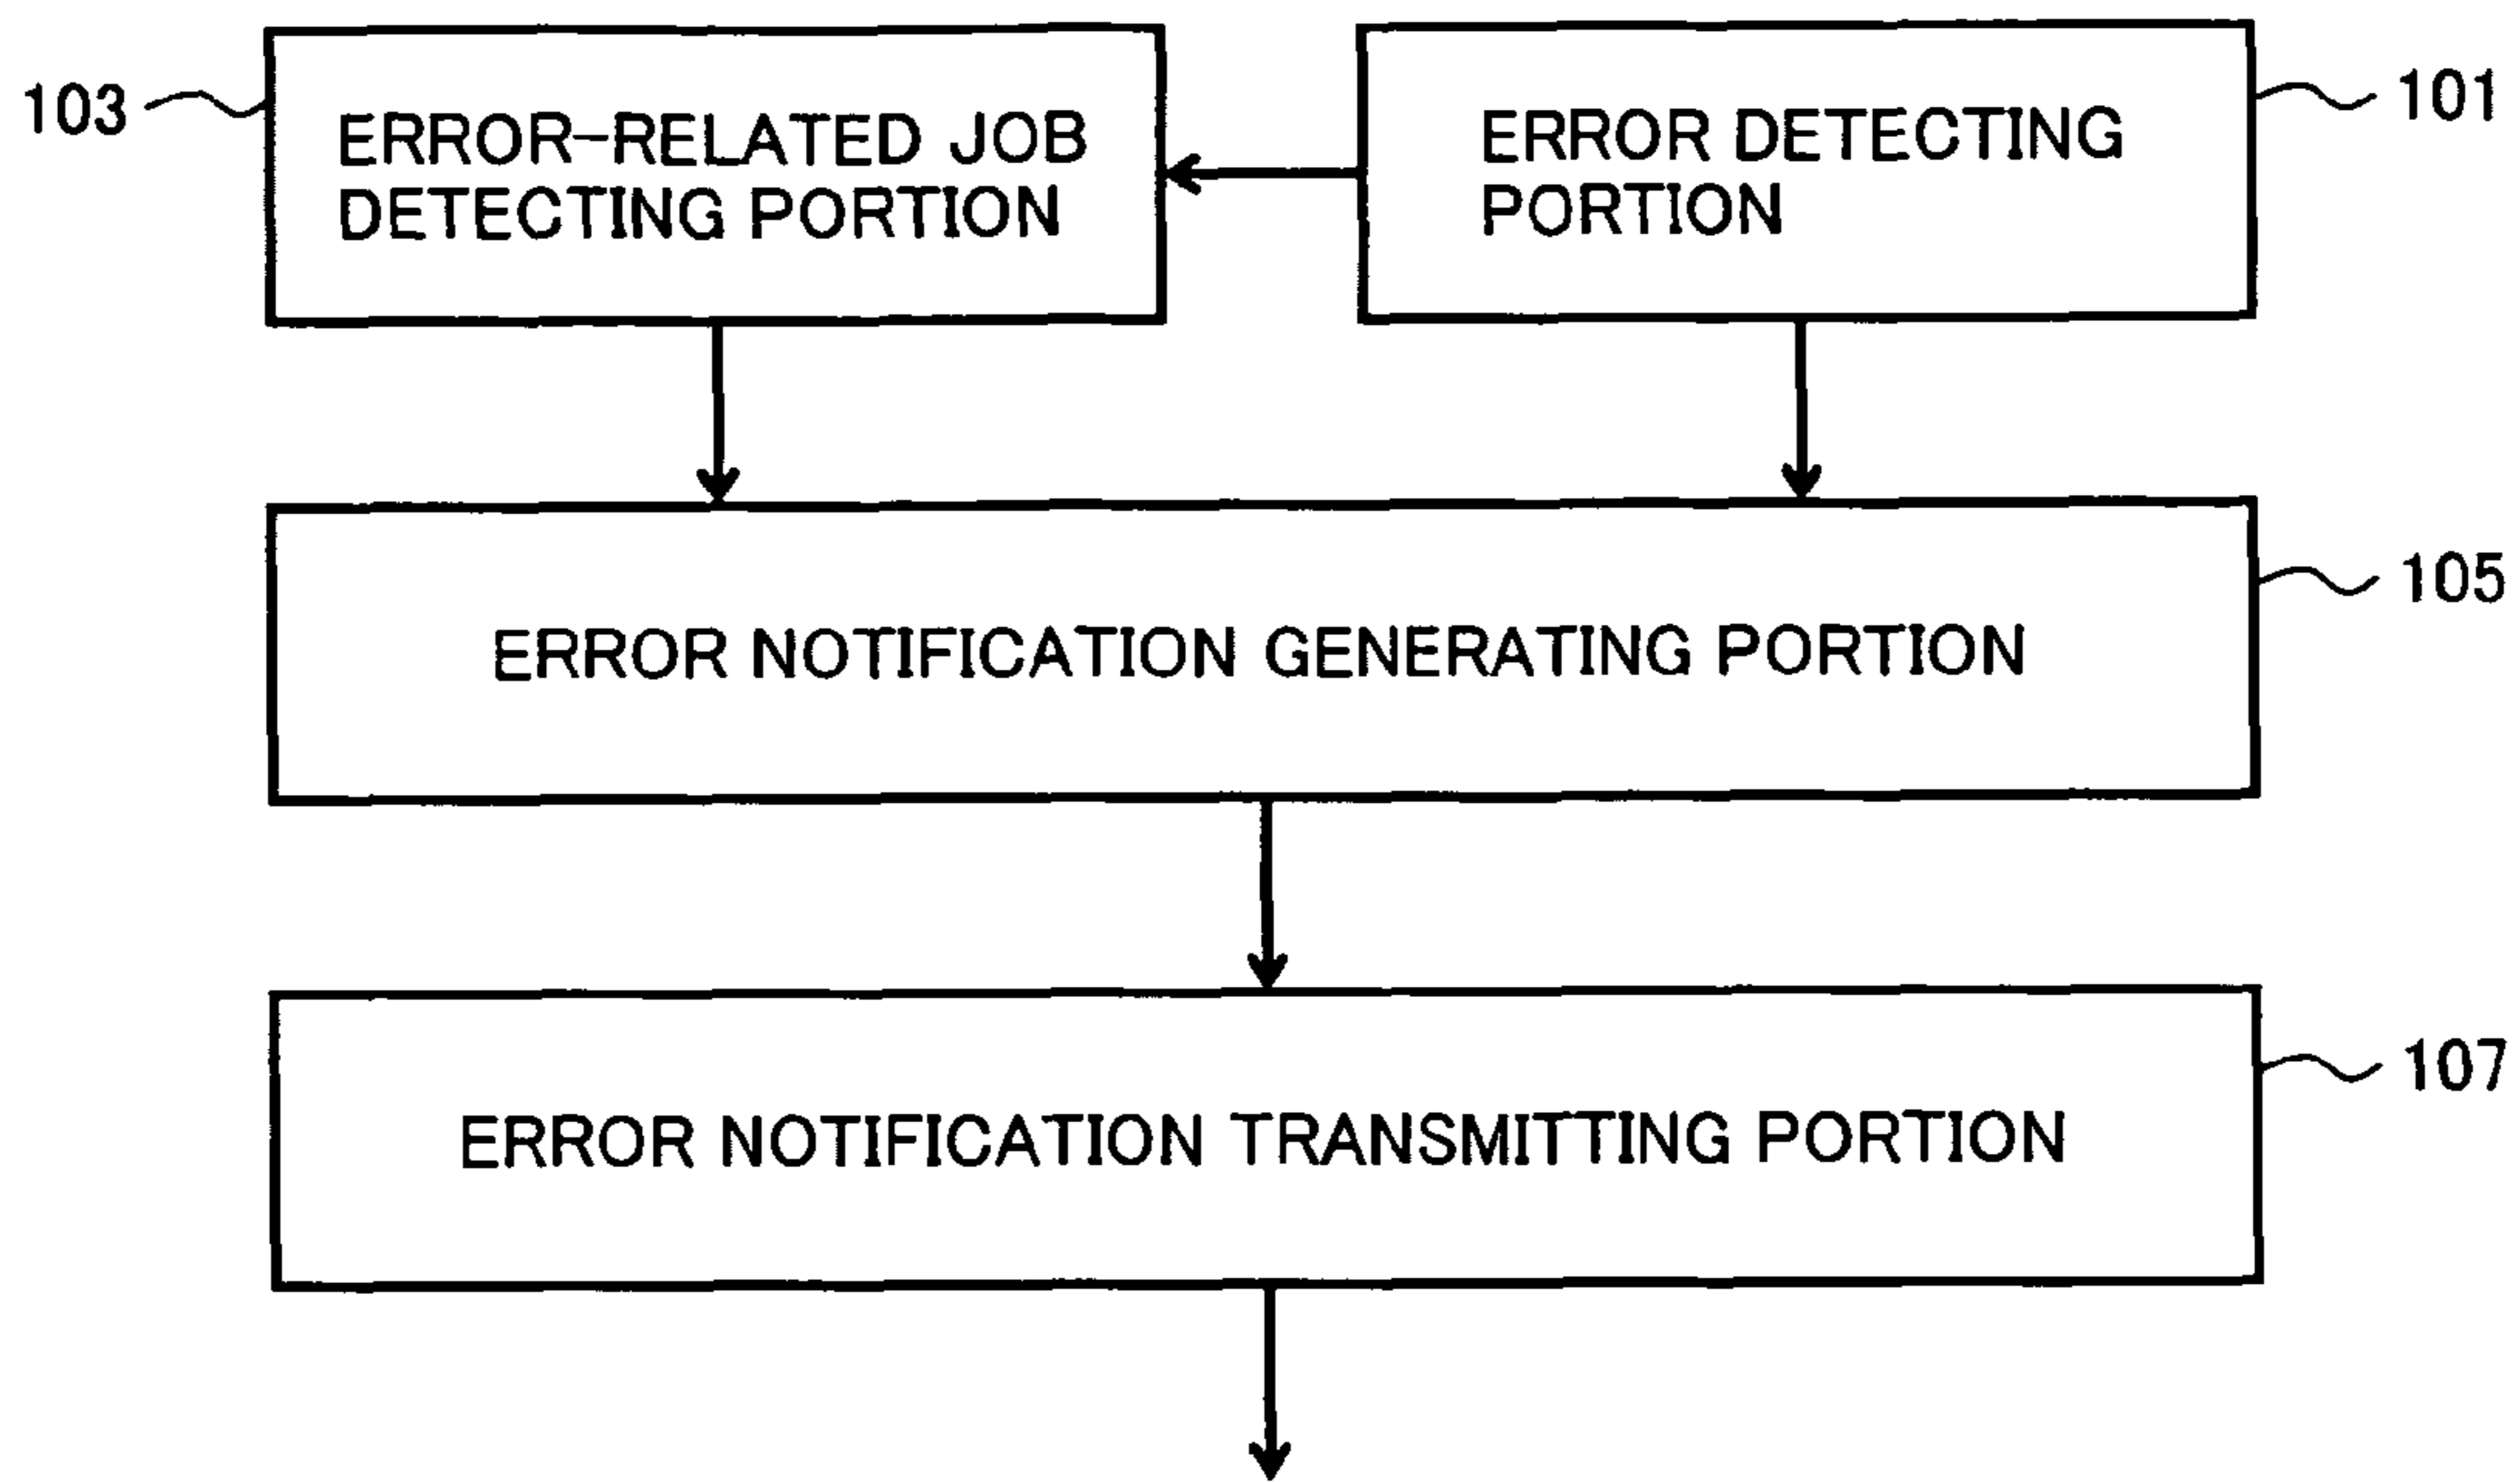 103
ERROR-RELATED JOB
DETECTING PORTION
ERROR DETECTING
PORTION
101
ERROR NOTIFICATION GENERATING PORTION
105
ERROR NOTIFICATION TRANSMITTING PORTION
107